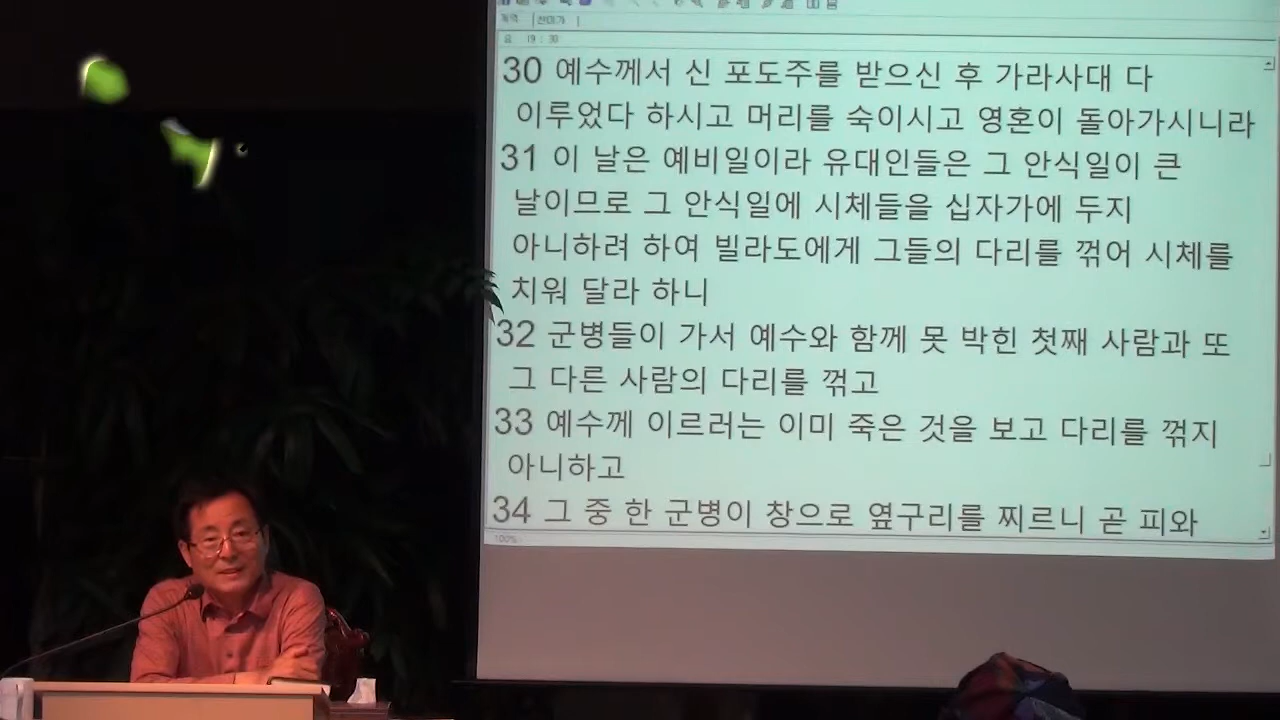 개역
요 19 : 30
30 예수께서 신 포도주를 받으신 후 가라사대 다
이루었다 하시고 머리를 숙이시고 영혼이 돌아가시니라
31 이 날은 예비일이라 유대인들은 그 안식일이 큰
날이므로 그 안식일에 시체들을 십자가에 두지
아니하려 하여 빌라도에게 그들의 다리를 꺾어 시체를
치워 달라 하니
32 군병들이 가서 예수와 함께 못 박힌 첫째 사람과 또
그 다른 사람의 다리를 꺾고
33 예수께 이르러는 이미 죽은 것을 보고 다리를 꺾지
아니하고
34 그 중 한 군병이 창으로 옆구리를 찌르니 곧 피와
100%